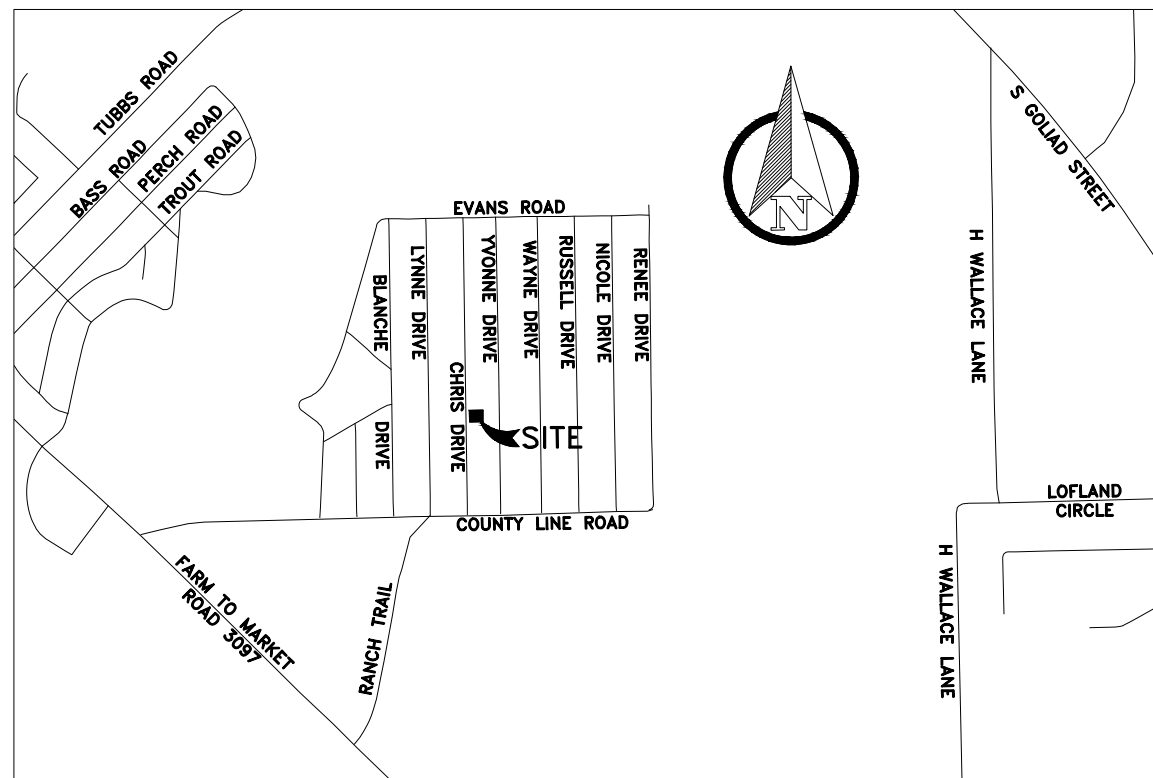 TUBBS ROAD
BASS ROAD
PERCH ROAD
TROUT ROAD
S GOLIAD STREET
N
EVANS ROAD
BLANCHE
DRIVE
LYNNE DRIVE
CHRIS DRIVE
YVONNE DRIVE
WAYNE DRIVE
RUSSELL DRIVE
NICOLE DRIVE
RENEE DRIVE
H WALLACE LANE
SITE
COUNTY LINE ROAD
LOFLAND
CIRCLE
FARM TO MARKET
ROAD 3097
RANCH TRAIL
H WALLACE LANE